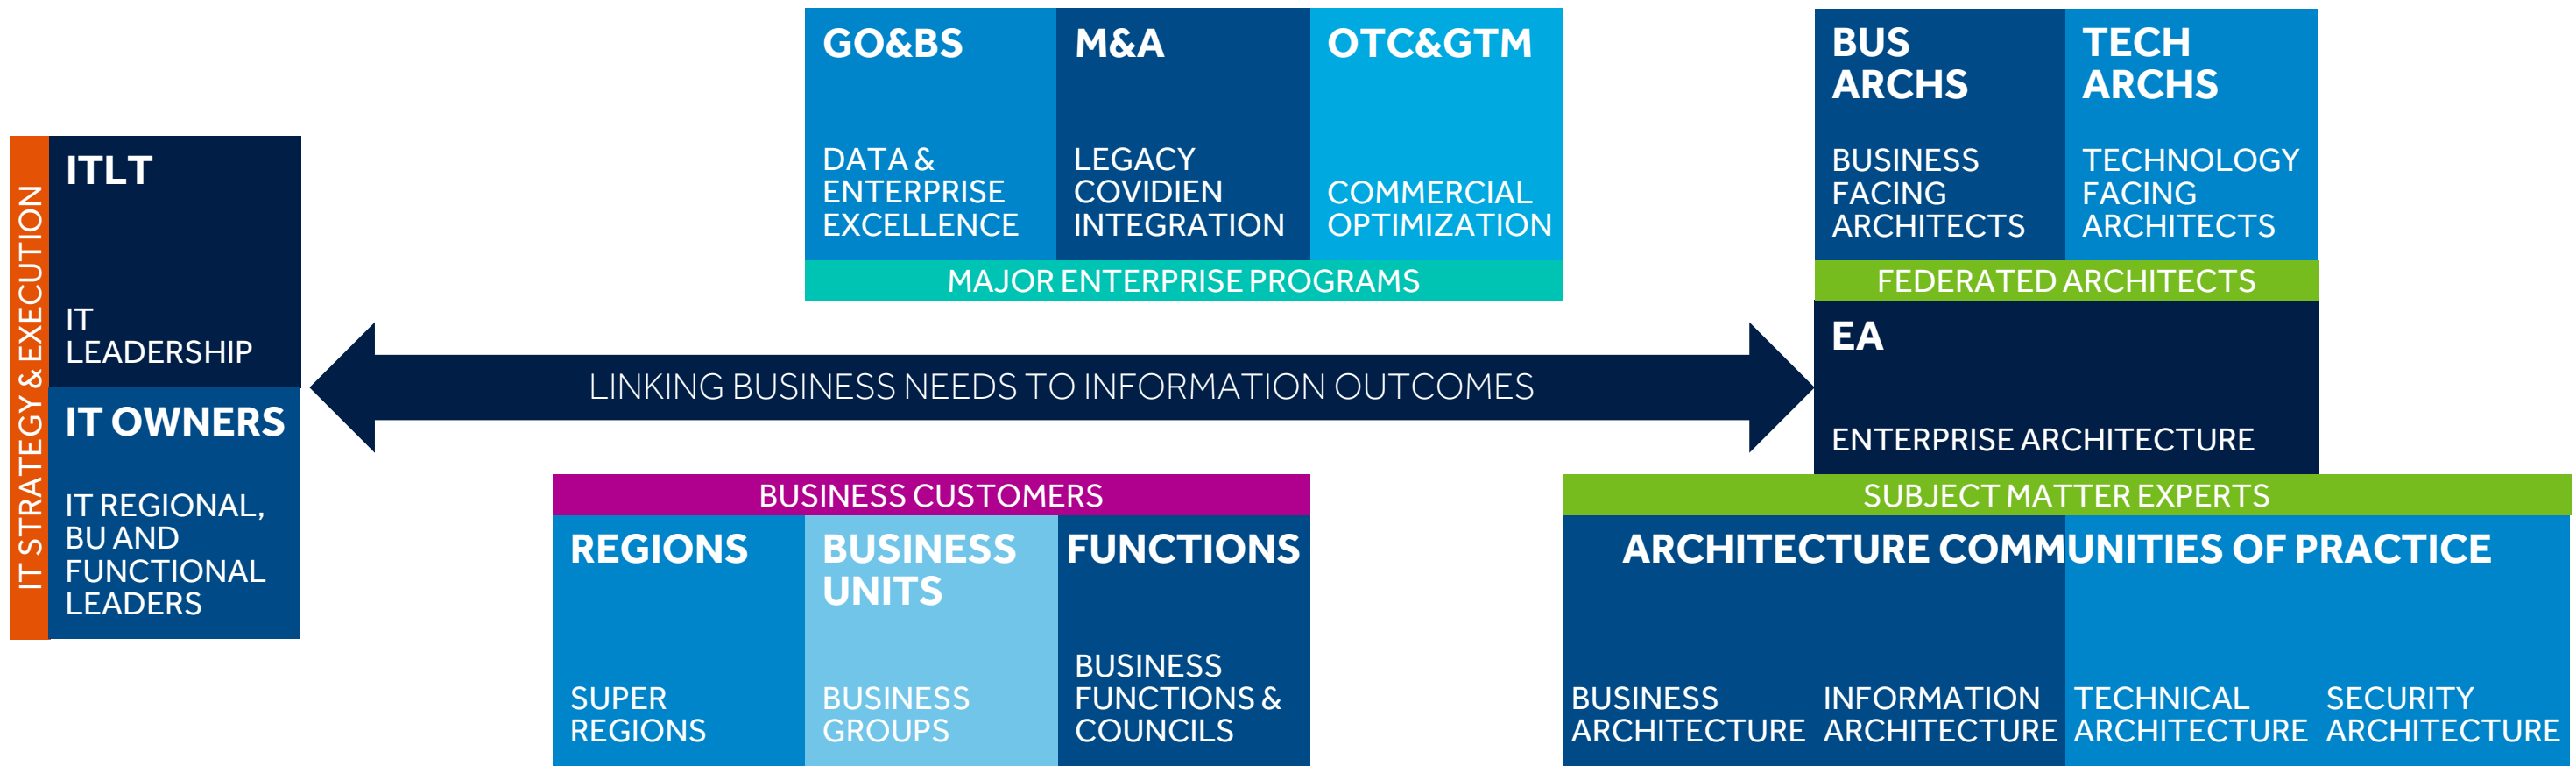 IT STRATEGY & EXECUTION
ITLT
IT
LEADERSHIP
IT OWNERS
IT REGIONAL,
BU AND
FUNCTIONAL
LEADERS
GO&BS
DATA &
ENTERPRISE
EXCELLENCE
M&A
LEGACY
COVIDIEN
INTEGRATION
OTC&GTM
COMMERCIAL
OPTIMIZATION
MAJOR ENTERPRISE PROGRAMS
LINKING BUSINESS NEEDS TO INFORMATION OUTCOMES
BUSINESS CUSTOMERS
REGIONS
SUPER
REGIONS
BUSINESS
UNITS
BUSINESS
GROUPS
FUNCTIONS
BUSINESS
FUNCTIONS &
COUNCILS
BUS
ARCHS
BUSINESS
FACING
ARCHITECTS
TECH
ARCHS
TECHNOLOGY
FACING
ARCHITECTS
FEDERATED ARCHITECTS
EA
ENTERPRISE ARCHITECTURE
SUBJECT MATTER EXPERTS
ARCHITECTURE COMMUNITIES OF PRACTICE
BUSINESS
ARCHITECTURE
INFORMATION
ARCHITECTURE
TECHNICAL
ARCHITECTURE
SECURITY
ARCHITECTURE